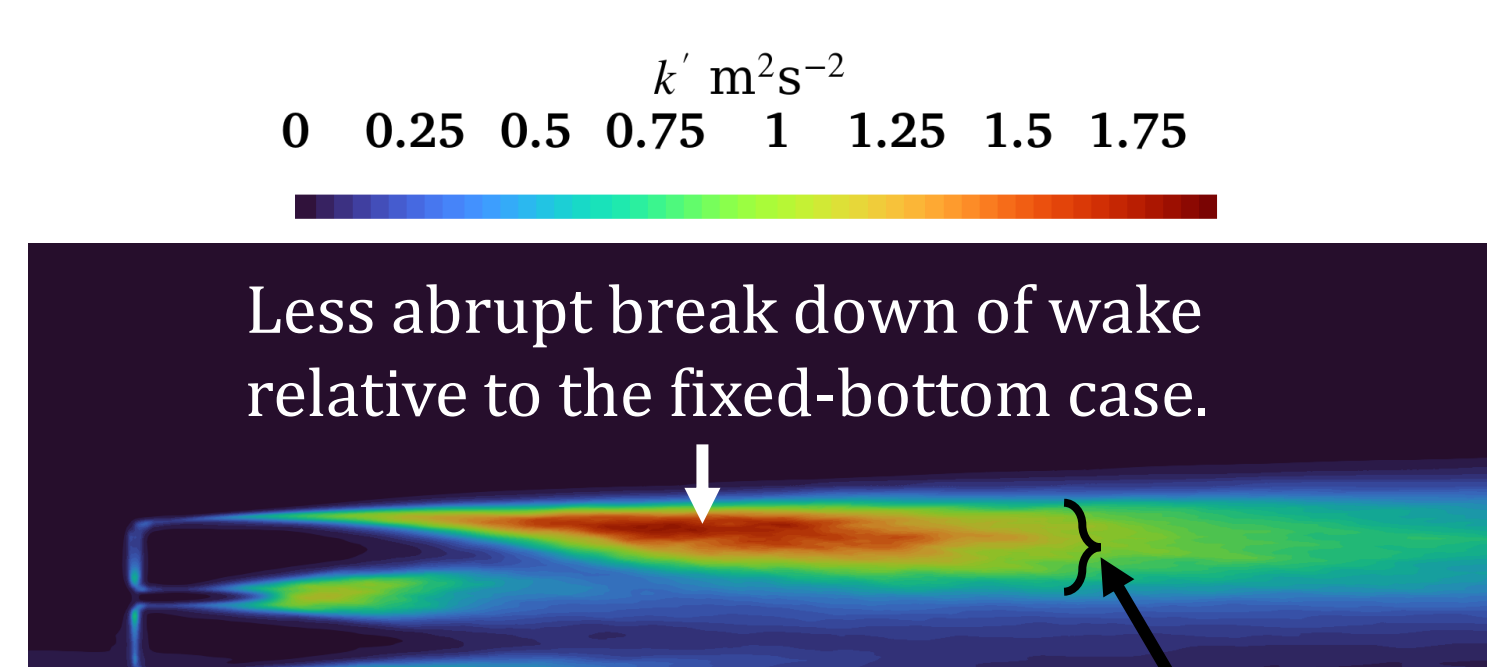 k′ m²s⁻²
0 0.25 0.5 0.75 1 1.25 1.5 1.75
Less abrupt break down of wake
relative to the fixed-bottom case.